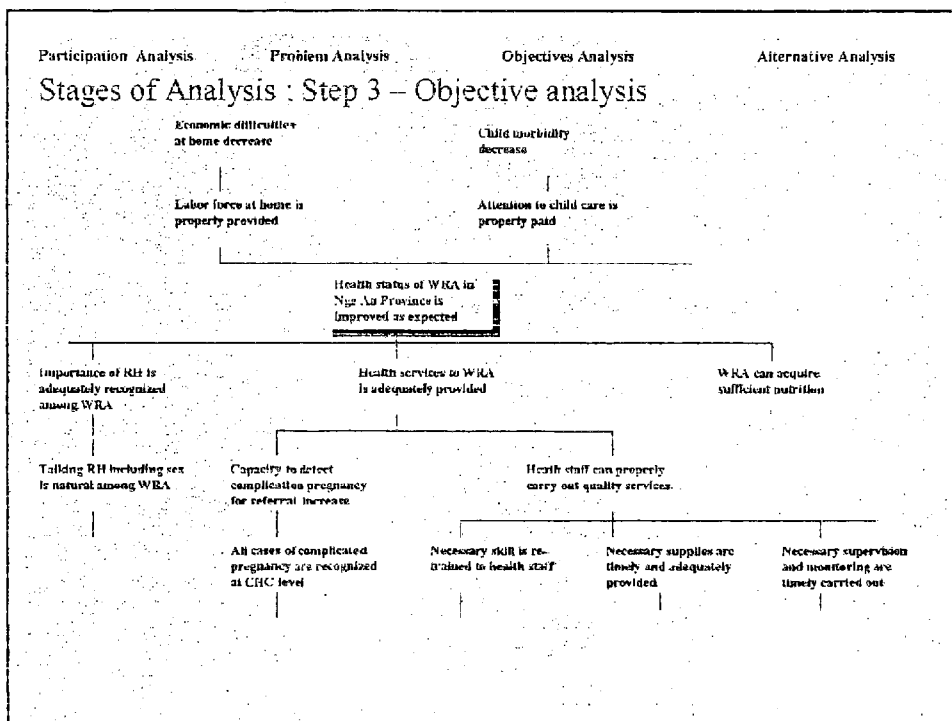 Participation Analysis Problem Analysis Objectives Analysis Alternative Analysis
Stages of Analysis : Step 3 – Objective analysis
Economic difficulties
at home decrease
Child morbidity
decrease
Labor force at home is
properly provided
Attention to child care is
properly paid
Health status of WRA in
Nge An Province is
Improved as expected
Importance of RH is
adequately recognized
among WRA
Health services to WRA
is adequately provided
WRA can acquire
sufficient nutrition
Talking RH including sex
is natural among WRA
Capacity to detect
complication pregnancy
for referral increase
Health staff can properly
carry out quality services.
All cases of complicated
pregnancy are recognized
at CHC level
Necessary skill is re-
trained to health staff
Necessary supplies are
timely and adequately
provided
Necessary supervision
and monitoring are
timely carried out